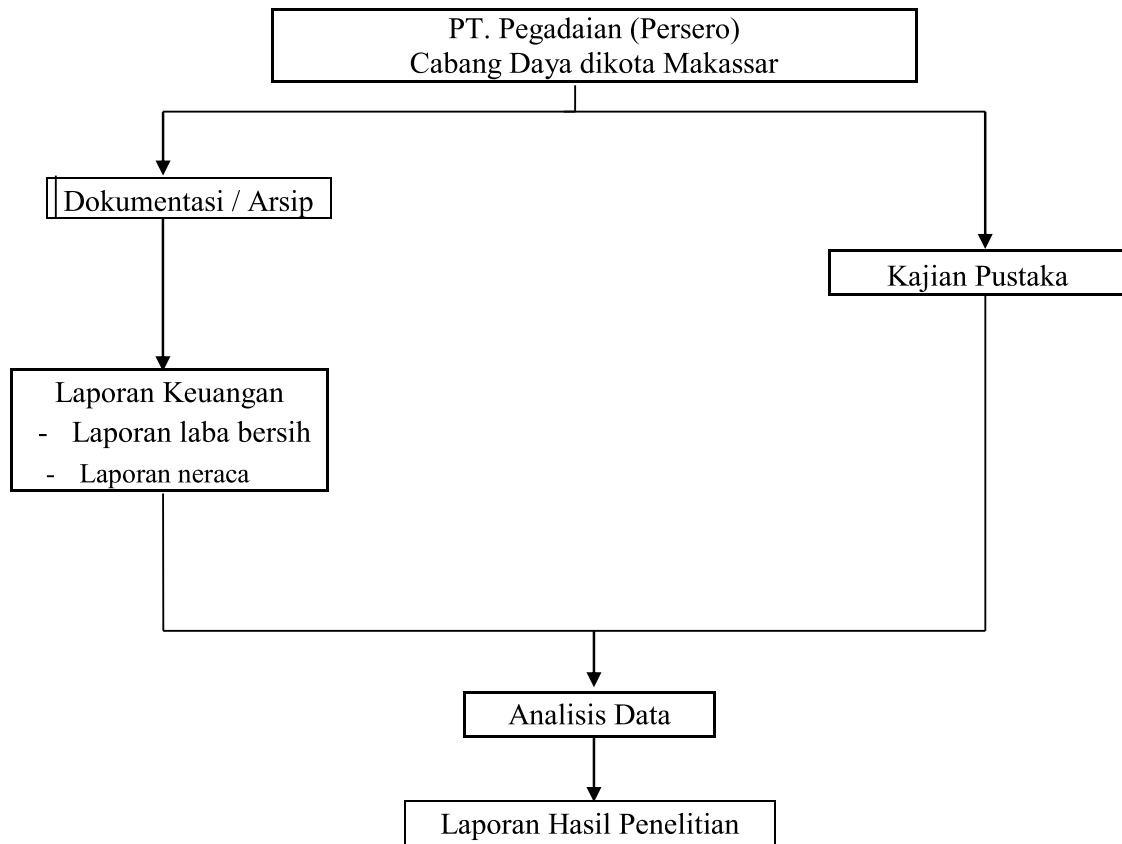 PT. Pegadaian (Persero)
Cabang Daya dikota Makassar
Dokumentasi / Arsip
Kajian Pustaka
Laporan Keuangan
- Laporan laba bersih
- Laporan neraca
Analisis Data
Laporan Hasil Penelitian